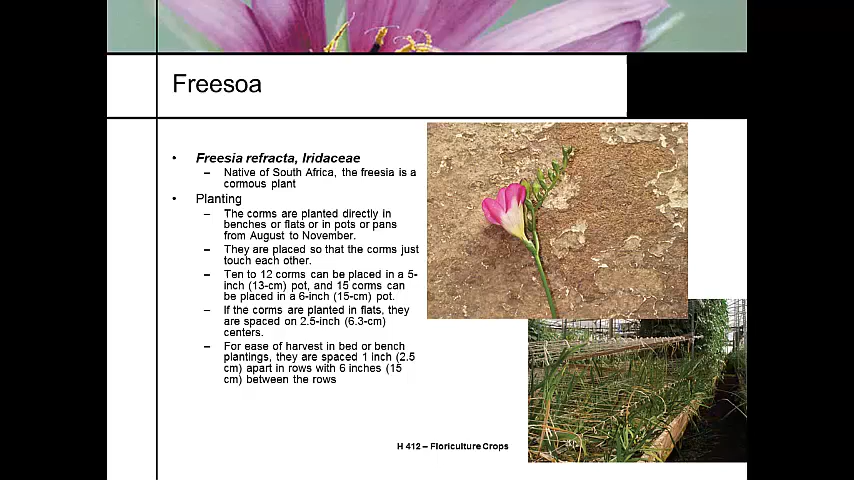 Freesoa
• Freesia refracta, Iridaceae
– Native of South Africa, the freesia is a
cormous plant
• Planting
– The corms are planted directly in
benches or flats or in pots or pans
from August to November.
– They are placed so that the corms just
touch each other.
– Ten to 12 corms can be placed in a 5-
inch (13-cm) pot, and 15 corms can
be placed in a 6-inch (15-cm) pot.
– If the corms are planted in flats, they
are spaced on 2.5-inch (6.3-cm)
centers.
– For ease of harvest in bed or bench
plantings, they are spaced 1 inch (2.5
cm) apart in rows with 6 inches (15
cm) between the rows
H 412 – Floriculture Crops